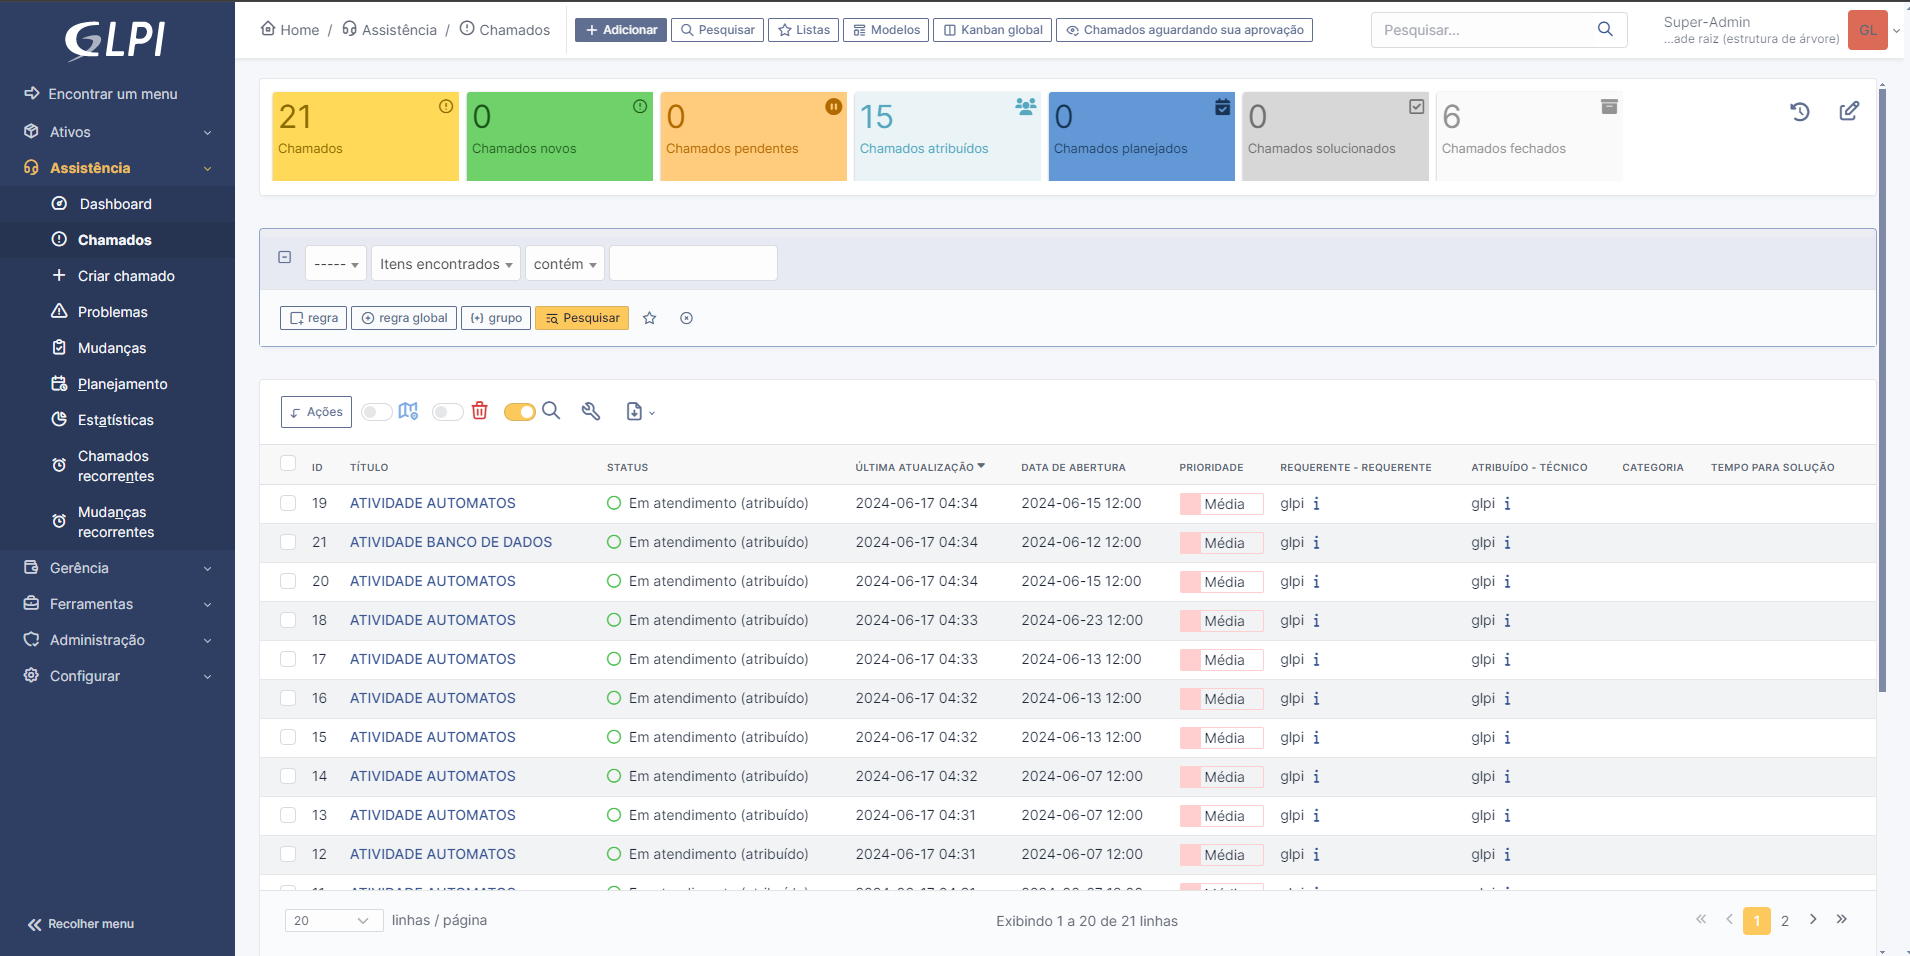 GLPI
Encontrar um menu
Ativos
Assistência
Dashboard
Chamados
Criar chamado
Problemas
Mudanças
Planejamento
Estatísticas
Chamados
recorrentes
Mudanças
recorrentes
Gerência
Ferramentas
Administração
Configurar
Recolher menu
Home / Assistência / Chamados
Adicionar Pesquisar Listas Modelos Kanban global Chamados aguardando sua aprovação
Pesquisar...
Super-Admin
...ade raiz (estrutura de árvore)
GL
21
Chamados
0
Chamados novos
0
Chamados pendentes
15
Chamados atribuídos
0
Chamados planejados
0
Chamados solucionados
6
Chamados fechados
----- Itens encontrados contém
regra regra global (+) grupo Pesquisar
Ações
ID TÍTULO STATUS ÚLTIMA ATUALIZAÇÃO DATA DE ABERTURA PRIORIDADE REQUERENTE - REQUERENTE ATRIBUÍDO - TÉCNICO CATEGORIA TEMPO PARA SOLUÇÃO
19 ATIVIDADE AUTOMATOS Em atendimento (atribuído) 2024-06-17 04:34 2024-06-15 12:00 Média glpi i glpi i
21 ATIVIDADE BANCO DE DADOS Em atendimento (atribuído) 2024-06-17 04:34 2024-06-12 12:00 Média glpi i glpi i
20 ATIVIDADE AUTOMATOS Em atendimento (atribuído) 2024-06-17 04:34 2024-06-15 12:00 Média glpi i glpi i
18 ATIVIDADE AUTOMATOS Em atendimento (atribuído) 2024-06-17 04:33 2024-06-23 12:00 Média glpi i glpi i
17 ATIVIDADE AUTOMATOS Em atendimento (atribuído) 2024-06-17 04:33 2024-06-13 12:00 Média glpi i glpi i
16 ATIVIDADE AUTOMATOS Em atendimento (atribuído) 2024-06-17 04:32 2024-06-13 12:00 Média glpi i glpi i
15 ATIVIDADE AUTOMATOS Em atendimento (atribuído) 2024-06-17 04:32 2024-06-13 12:00 Média glpi i glpi i
14 ATIVIDADE AUTOMATOS Em atendimento (atribuído) 2024-06-17 04:32 2024-06-07 12:00 Média glpi i glpi i
13 ATIVIDADE AUTOMATOS Em atendimento (atribuído) 2024-06-17 04:31 2024-06-07 12:00 Média glpi i glpi i
12 ATIVIDADE AUTOMATOS Em atendimento (atribuído) 2024-06-17 04:31 2024-06-07 12:00 Média glpi i glpi i
20 linhas / página
Exibindo 1 a 20 de 21 linhas
« ‹ 1 2 › »